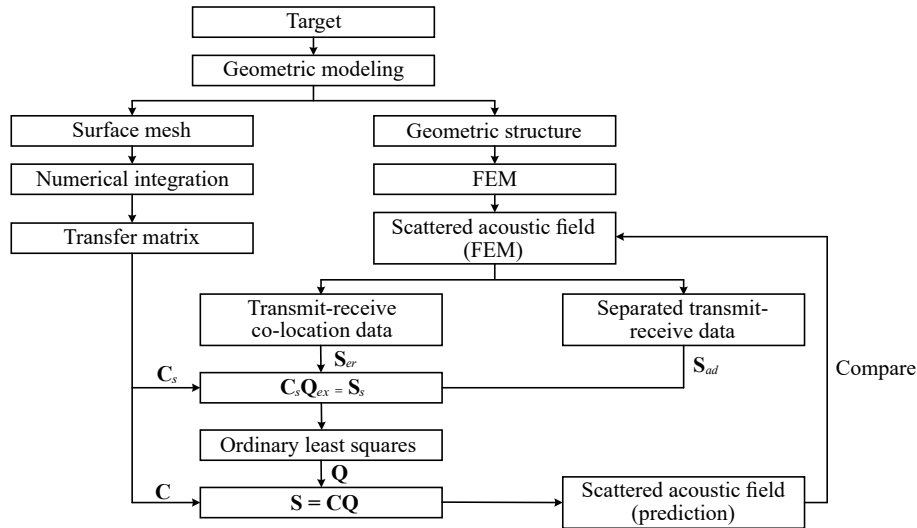 Target
Geometric modeling
Surface mesh
Geometric structure
Numerical integration
FEM
Transfer matrix
Scattered acoustic field
(FEM)
Transmit-receive
co-location data
Separated transmit-
receive data
S_er
S_ad
Compare
C_s
C_sQ_ex = S_s
Ordinary least squares
Q
C
S = CQ
Scattered acoustic field
(prediction)